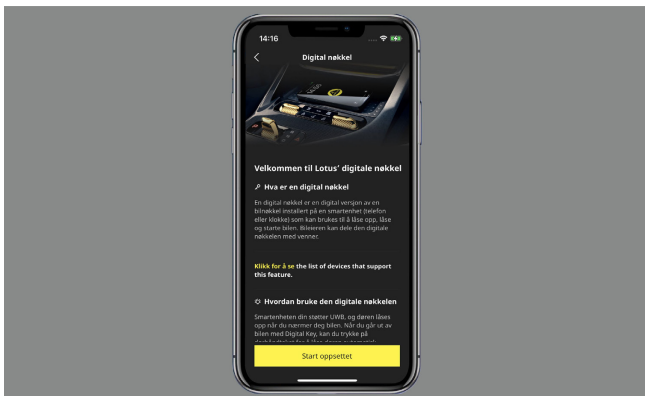 14:16
Digital nøkkel
Velkommen til Lotus' digitale nøkkel
Hva er en digital nøkkel
En digital nøkkel er en digital versjon av en
bilnøkkel installert på en smartenhet (telefon
eller klokke) som kan brukes til å låse opp, låse
og starte bilen. Bileieren kan dele den digitale
nøkkelen med venner.
Klikk for å se the list of devices that support
this feature.
Hvordan bruke den digitale nøkkelen
Smartenheten din støtter UWB, og døren låses
opp når du nærmer deg bilen. Når du går ut av
bilen med Digital Key, kan du trykke på
Start oppsettet